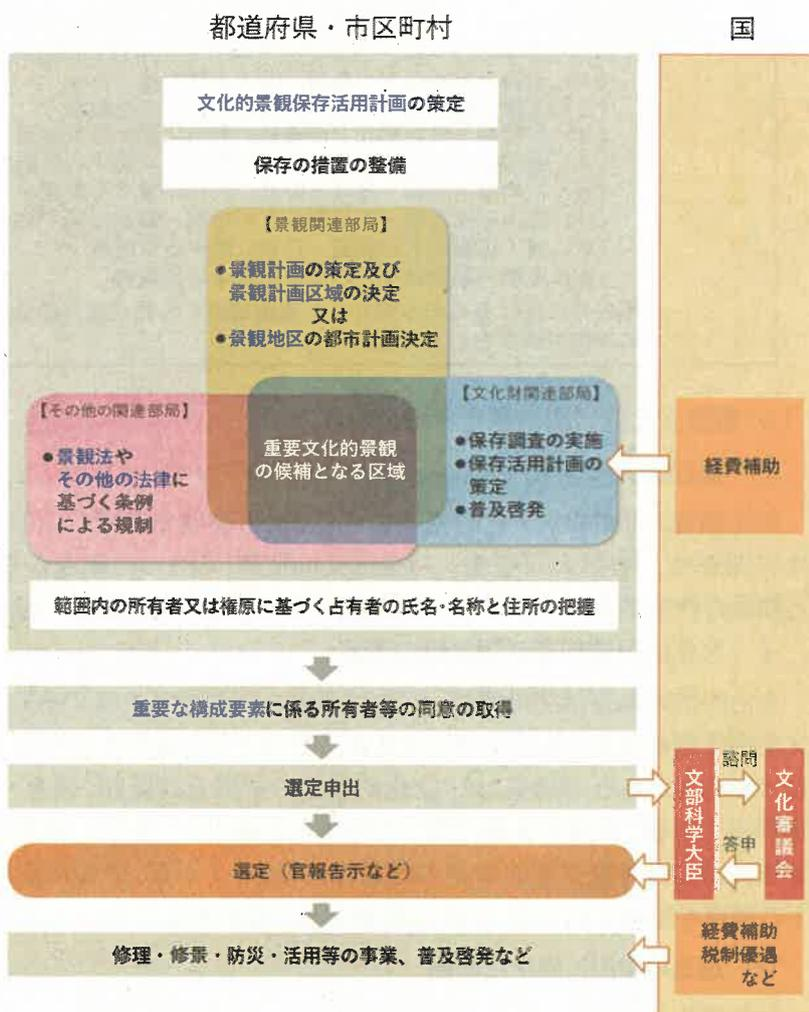 都道府県・市区町村
国
文化的景観保存活用計画の策定
保存の措置の整備
【景観関連部局】
●景観計画の策定及び
景観計画区域の決定
又は
●景観地区の都市計画決定
【その他の関連部局】
●景観法や
その他の法律に
基づく条例
による規制
重要文化的景観
の候補となる区域
【文化財関連部局】
●保存調査の実施
●保存活用計画の
策定
●普及啓発
経費補助
範囲内の所有者又は権原に基づく占有者の氏名・名称と住所の把握
重要な構成要素に係る所有者等の同意の取得
選定申出
文部科学大臣
諮問
答申
文化審議会
選定（官報告示など）
修理・修景・防災・活用等の事業、普及啓発など
経費補助
税制優遇
など